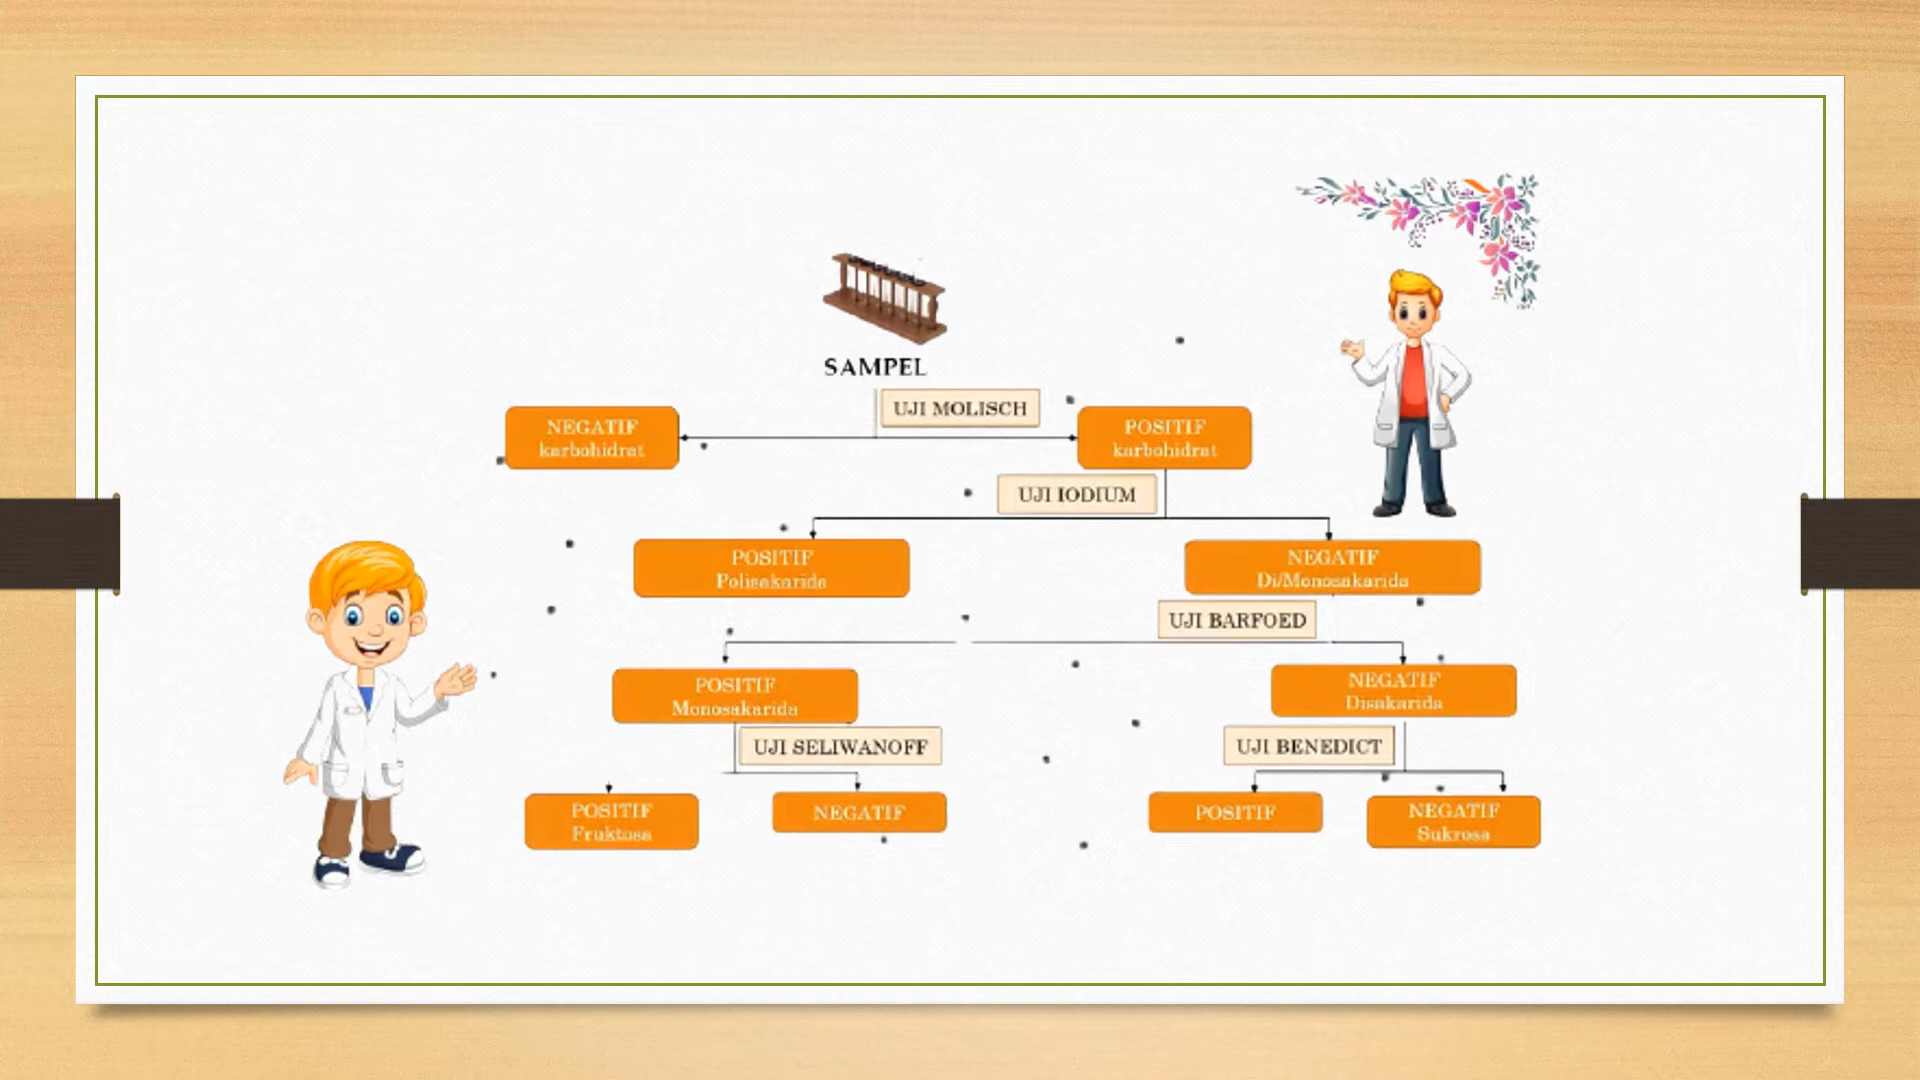 SAMPEL
UJI MOLISCH
NEGATIF
karbohidrat
POSITIF
karbohidrat
UJI IODIUM
POSITIF
Polisakarida
NEGATIF
Di/Monosakarida
UJI BARFOED
POSITIF
Monosakarida
NEGATIF
Disakarida
UJI SELIWANOFF
UJI BENEDICT
POSITIF
Fruktosa
NEGATIF
POSITIF
NEGATIF
Sukrosa